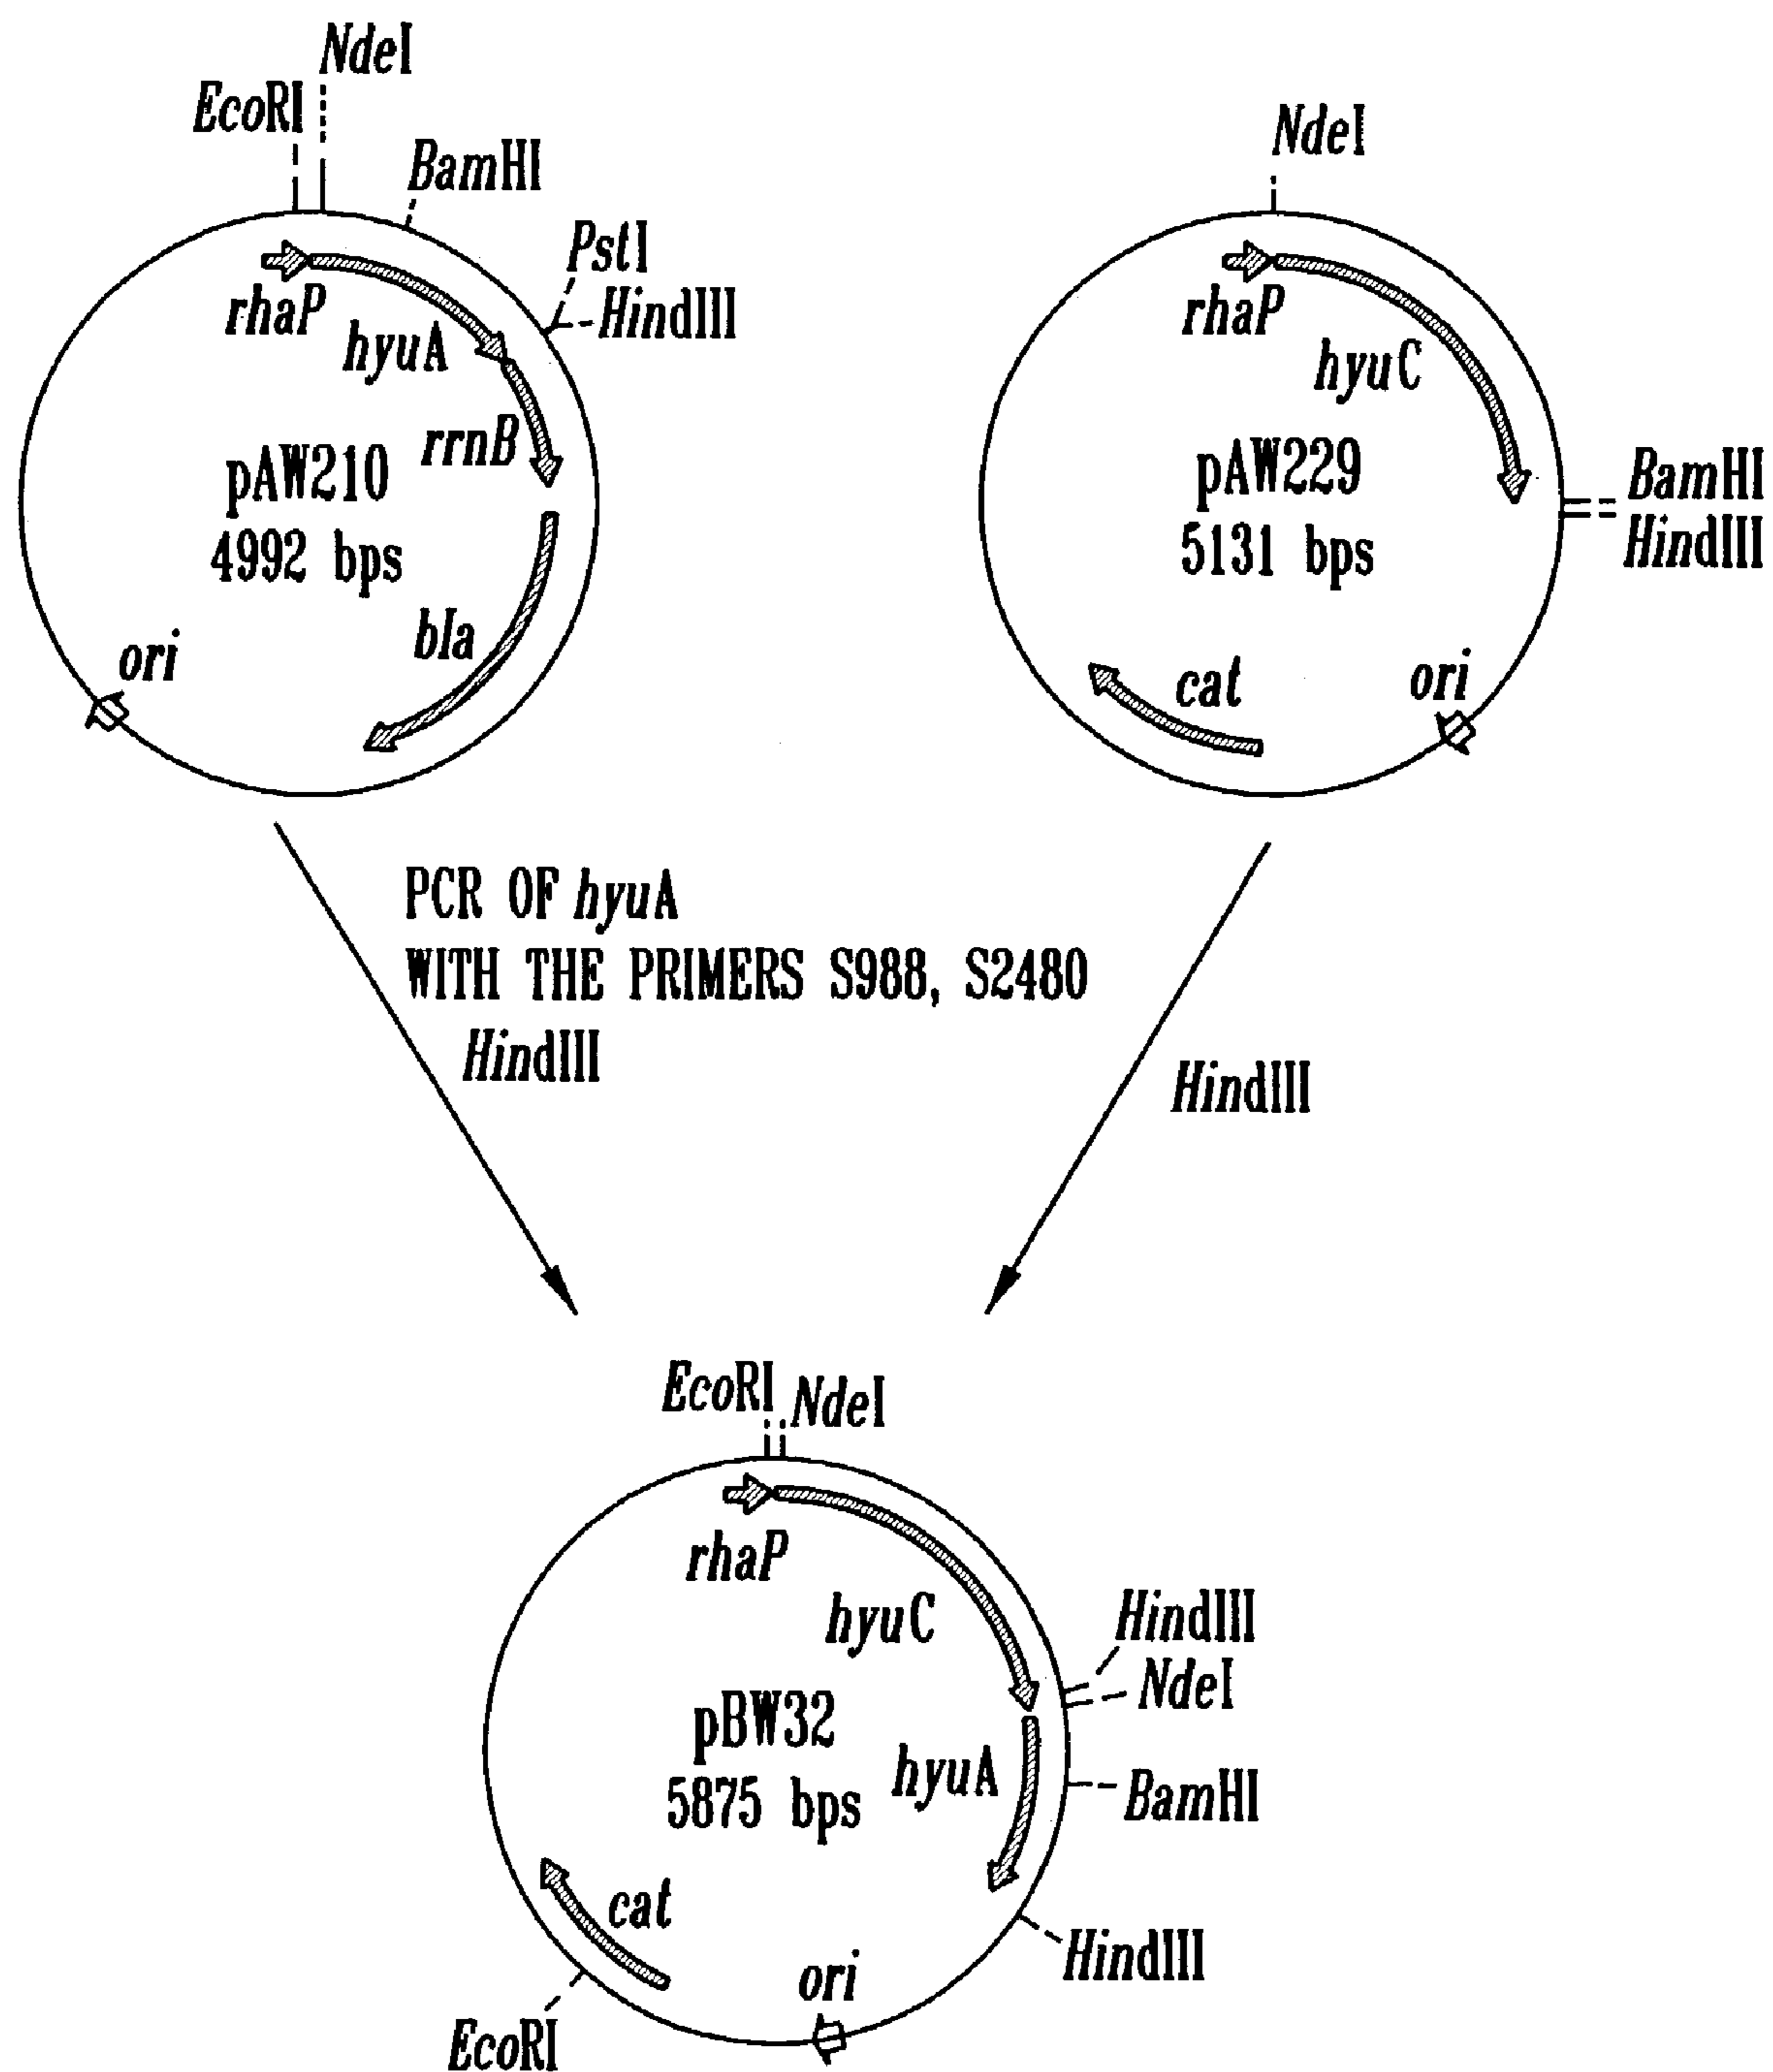 NdeI
EcoRI
BamHI
PstI
HindIII
rhaP
hyuA
rrnB
pAW210
4992 bps
bla
ori
NdeI
rhaP
hyuC
pAW229
5131 bps
BamHI
HindIII
cat
ori
PCR OF hyuA
WITH THE PRIMERS S988, S2480
HindIII
HindIII
EcoRI NdeI
rhaP
hyuC
HindIII
NdeI
pBW32
5875 bps
hyuA
BamHI
cat
HindIII
ori
EcoRI